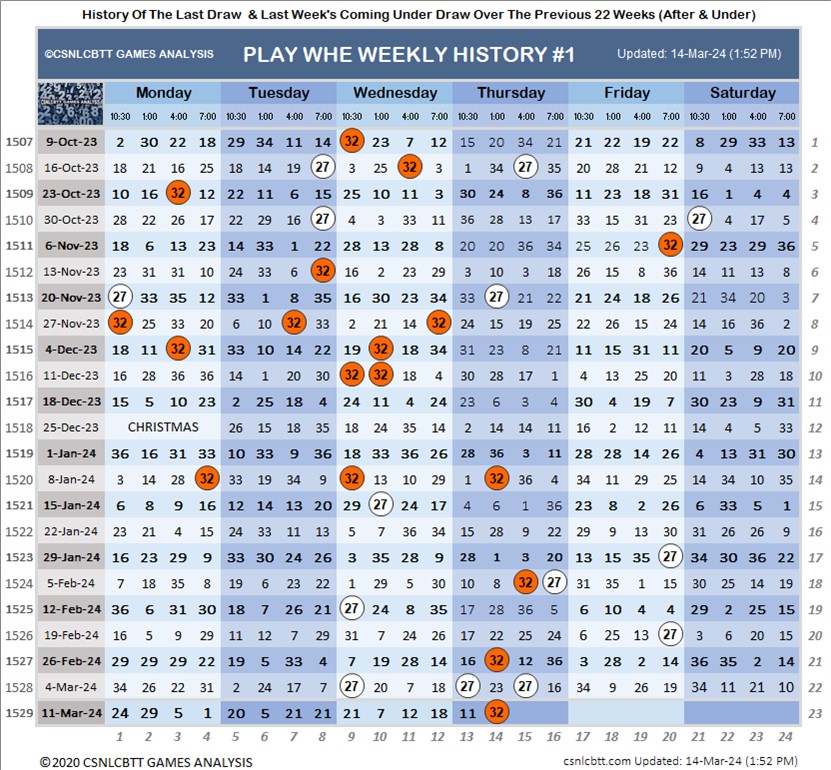 History Of The Last Draw & Last Week's Coming Under Draw Over The Previous 22 Weeks (After & Under)
©CSNLCBTT GAMES ANALYSIS PLAY WHE WEEKLY HISTORY #1 Updated: 14-Mar-24 (1:52 PM)
Monday Tuesday Wednesday Thursday Friday Saturday
10:30 1:00 4:00 7:00 10:30 1:00 4:00 7:00 10:30 1:00 4:00 7:00 10:30 1:00 4:00 7:00 10:30 1:00 4:00 7:00 10:30 1:00 4:00 7:00
1507 9-Oct-23 2 30 22 18 29 34 11 14 32 23 7 12 15 20 34 21 21 22 19 22 8 29 33 13 1
1508 16-Oct-23 18 21 16 25 18 14 19 27 3 25 32 3 1 34 27 35 20 21 12 21 9 4 13 13 2
1509 23-Oct-23 10 16 32 12 22 11 6 15 25 10 11 3 30 24 8 36 11 12 18 31 16 1 4 4 3
1510 30-Oct-23 28 22 26 17 22 29 16 27 4 3 33 11 36 28 13 17 33 15 31 23 27 4 17 5 4
1511 6-Nov-23 18 6 13 23 14 33 1 22 28 13 28 8 20 20 36 34 25 26 23 32 29 23 29 36 5
1512 13-Nov-23 23 31 31 10 24 33 6 32 16 2 23 29 3 10 3 18 26 15 8 36 14 11 13 8 6
1513 20-Nov-23 27 33 35 12 33 1 8 35 16 30 23 34 33 27 21 22 21 24 18 26 21 34 20 3 7
1514 27-Nov-23 32 25 33 20 6 10 32 33 2 21 14 32 24 15 19 25 22 26 15 24 14 16 36 2 8
1515 4-Dec-23 18 11 32 31 33 10 14 22 19 32 18 34 31 23 8 21 11 15 31 11 20 5 9 20 9
1516 11-Dec-23 16 28 36 36 14 1 20 30 32 32 18 4 30 28 17 1 4 13 25 20 11 3 28 18 10
1517 18-Dec-23 15 5 10 23 2 25 18 4 24 11 4 24 23 6 3 4 30 4 19 7 30 23 9 31 11
1518 25-Dec-23 CHRISTMAS 26 15 18 35 18 24 35 14 2 14 14 11 16 2 12 11 14 4 5 33 12
1519 1-Jan-24 36 16 31 33 10 33 9 36 18 33 36 26 28 36 3 11 28 28 14 26 4 13 31 30 13
1520 8-Jan-24 3 14 28 32 33 19 34 9 32 13 10 29 1 32 36 4 34 11 29 25 14 34 10 35 14
1521 15-Jan-24 6 8 9 16 12 14 13 20 29 27 24 17 4 6 1 36 23 8 2 26 6 33 5 1 15
1522 22-Jan-24 23 21 4 15 24 33 11 13 5 7 36 34 15 28 9 22 29 9 13 30 31 26 26 9 16
1523 29-Jan-24 16 23 29 9 33 30 24 26 3 35 28 9 28 1 3 20 13 15 35 27 34 30 36 22 17
1524 5-Feb-24 7 18 35 8 19 6 23 22 1 29 5 30 10 8 32 27 31 35 1 15 30 25 14 19 18
1525 12-Feb-24 36 6 31 30 18 7 26 21 27 24 8 35 17 28 36 5 6 10 4 4 29 2 25 15 19
1526 19-Feb-24 16 5 9 29 11 12 7 29 31 7 24 26 17 22 25 24 6 25 13 27 3 6 20 15 20
1527 26-Feb-24 29 29 29 22 19 5 33 4 7 19 28 14 16 32 12 36 3 28 2 14 36 35 2 14 21
1528 4-Mar-24 34 26 22 31 2 24 17 7 27 20 7 18 27 23 27 16 34 9 26 19 34 11 21 10 22
1529 11-Mar-24 24 29 5 1 20 5 21 21 21 7 12 18 11 32 23
1 2 3 4 5 6 7 8 9 10 11 12 13 14 15 16 17 18 19 20 21 22 23 24
©2020 CSNLCBTT GAMES ANALYSIS csnlcbtt.com Updated: 14-Mar-24 (1:52 PM)